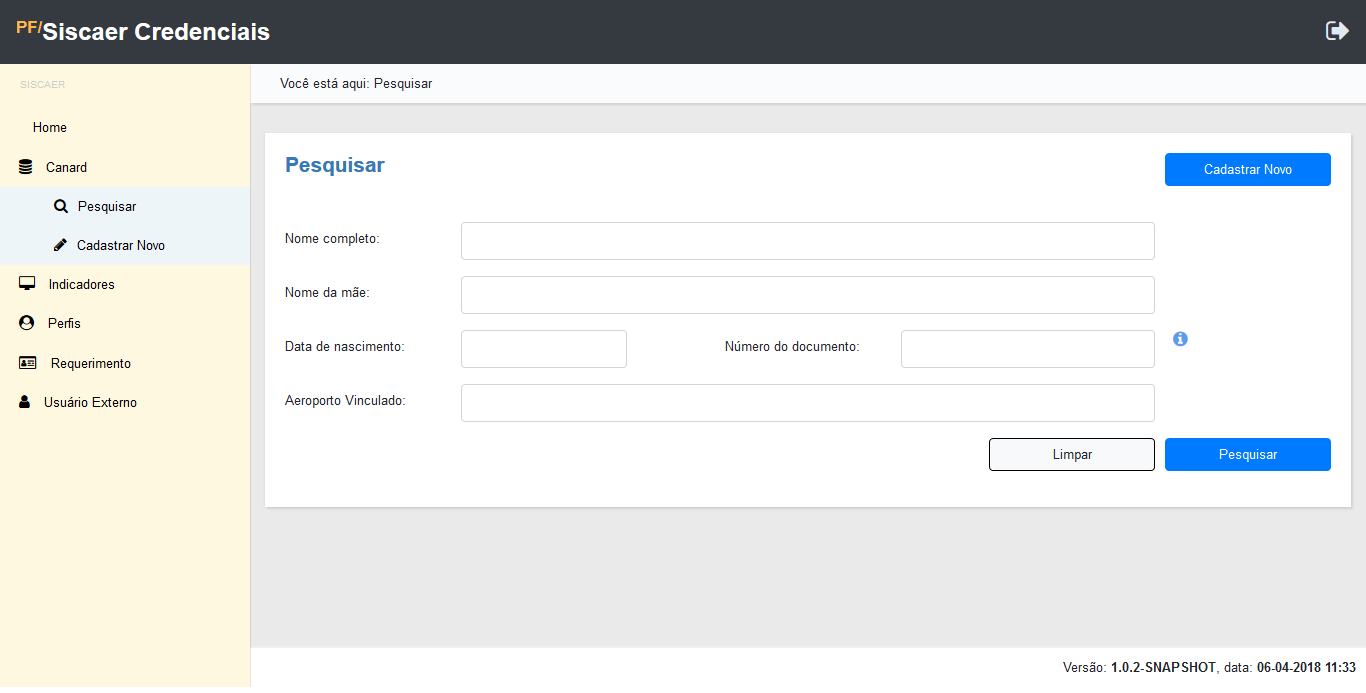 PF/Siscaer Credenciais
SISCAER
Você está aqui: Pesquisar
Home
Canard
Pesquisar
Cadastrar Novo
Indicadores
Perfis
Requerimento
Usuário Externo
Pesquisar
Cadastrar Novo
Nome completo:
Nome da mãe:
Data de nascimento:
Número do documento:
Aeroporto Vinculado:
Limpar
Pesquisar
Versão: 1.0.2-SNAPSHOT, data: 06-04-2018 11:33